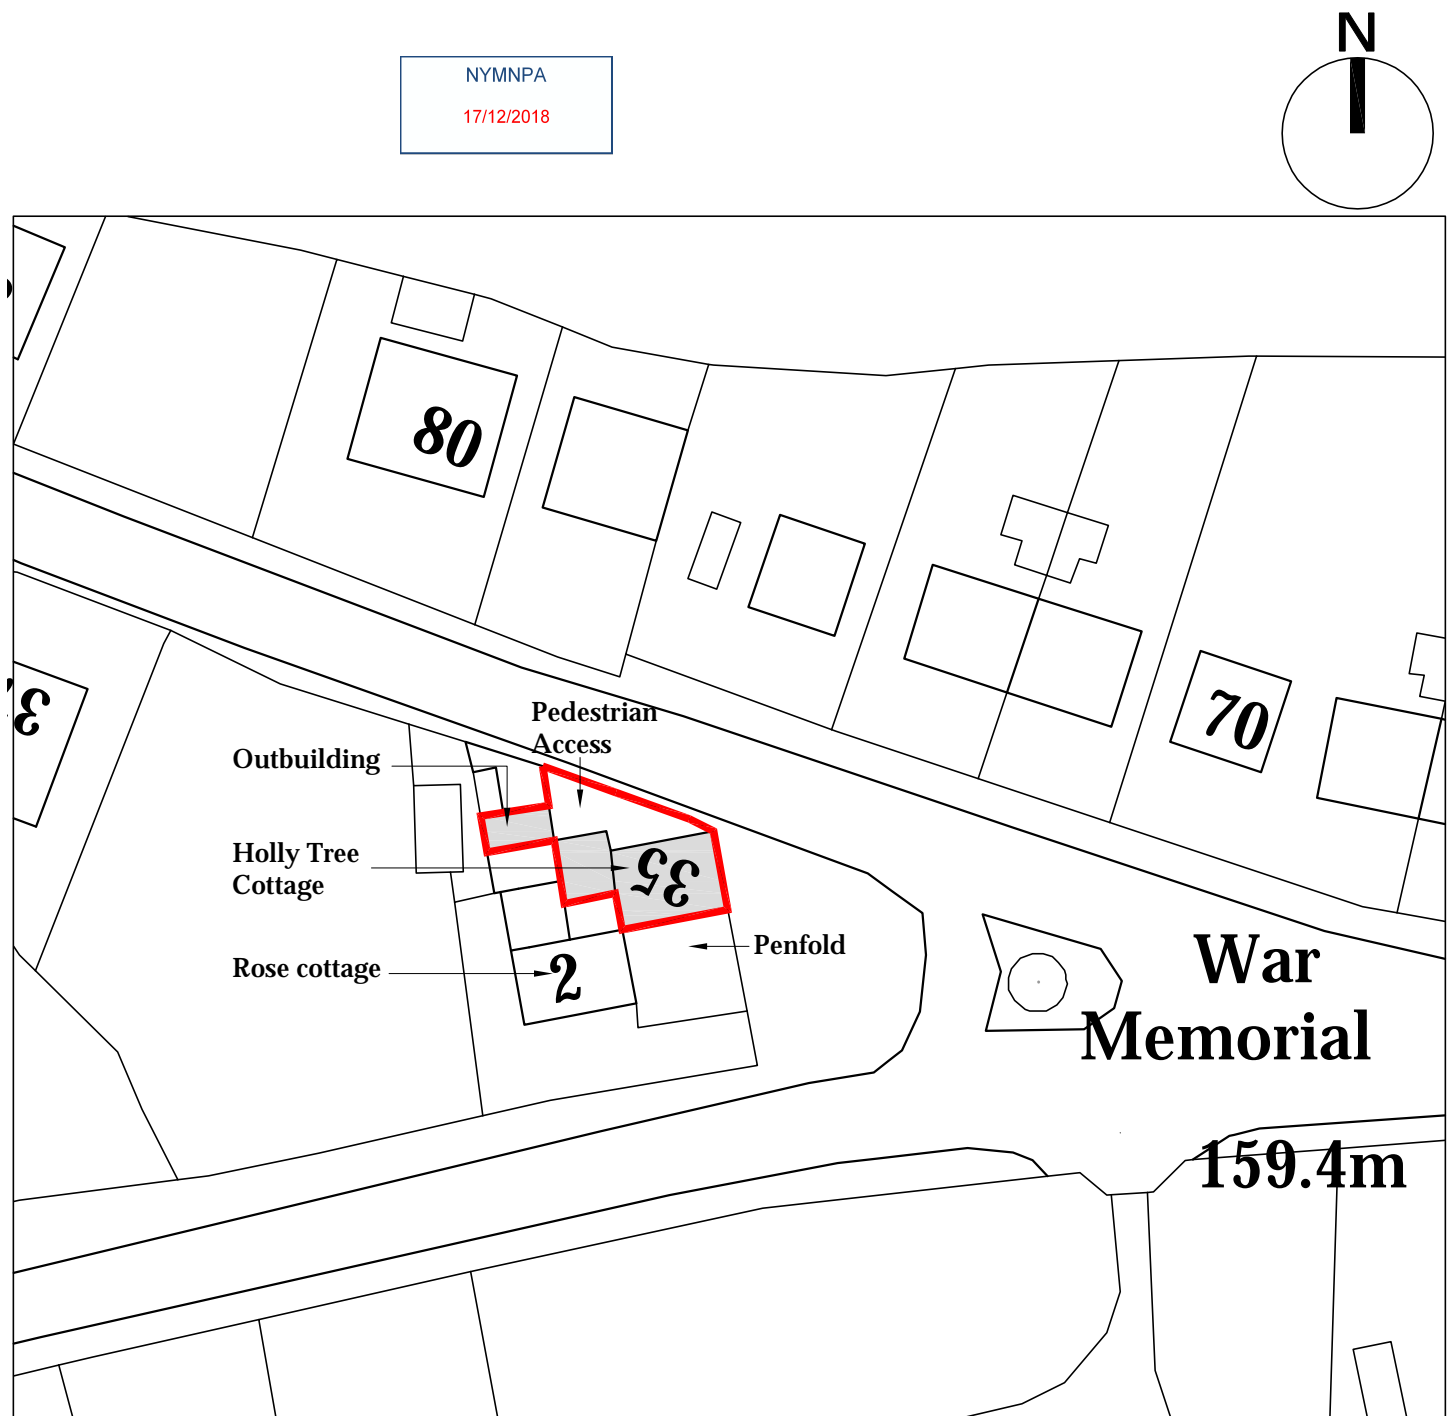 N
NYMNPA
17/12/2018
80
70
Pedestrian
Access
Outbuilding
Holly Tree
Cottage
35
Penfold
Rose cottage
2
War
Memorial
159.4m